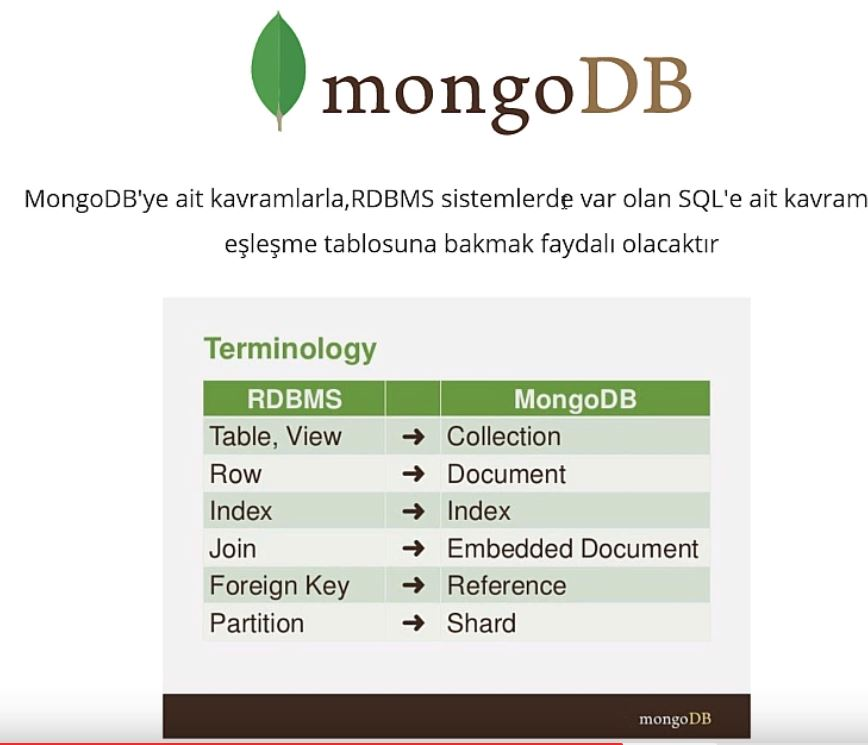 mongoDB
MongoDB'ye ait kavramlarla,RDBMS sistemlerde var olan SQL'e ait kavram
eşleşme tablosuna bakmak faydalı olacaktır
Terminology
RDBMS MongoDB
Table, View ➜ Collection
Row ➜ Document
Index ➜ Index
Join ➜ Embedded Document
Foreign Key ➜ Reference
Partition ➜ Shard
mongoDB